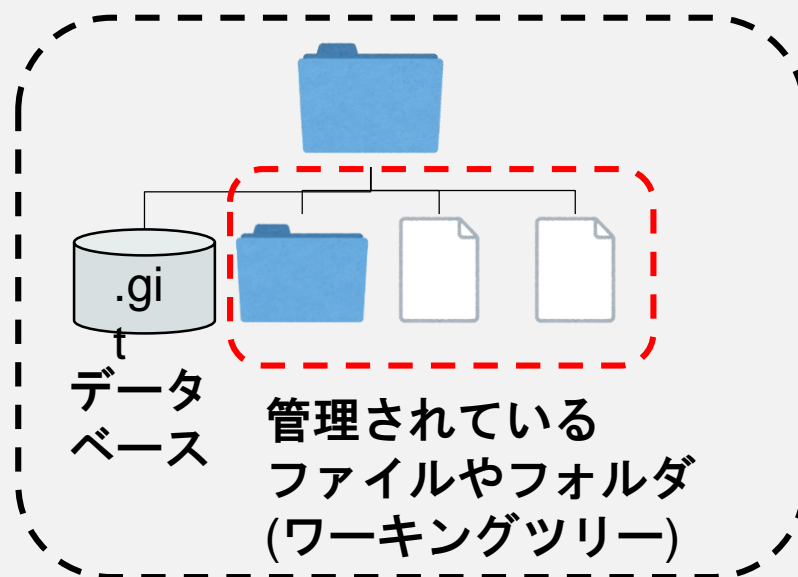 .gi
t
データ
ベース
管理されている
ファイルやフォルダ
(ワーキングツリー)